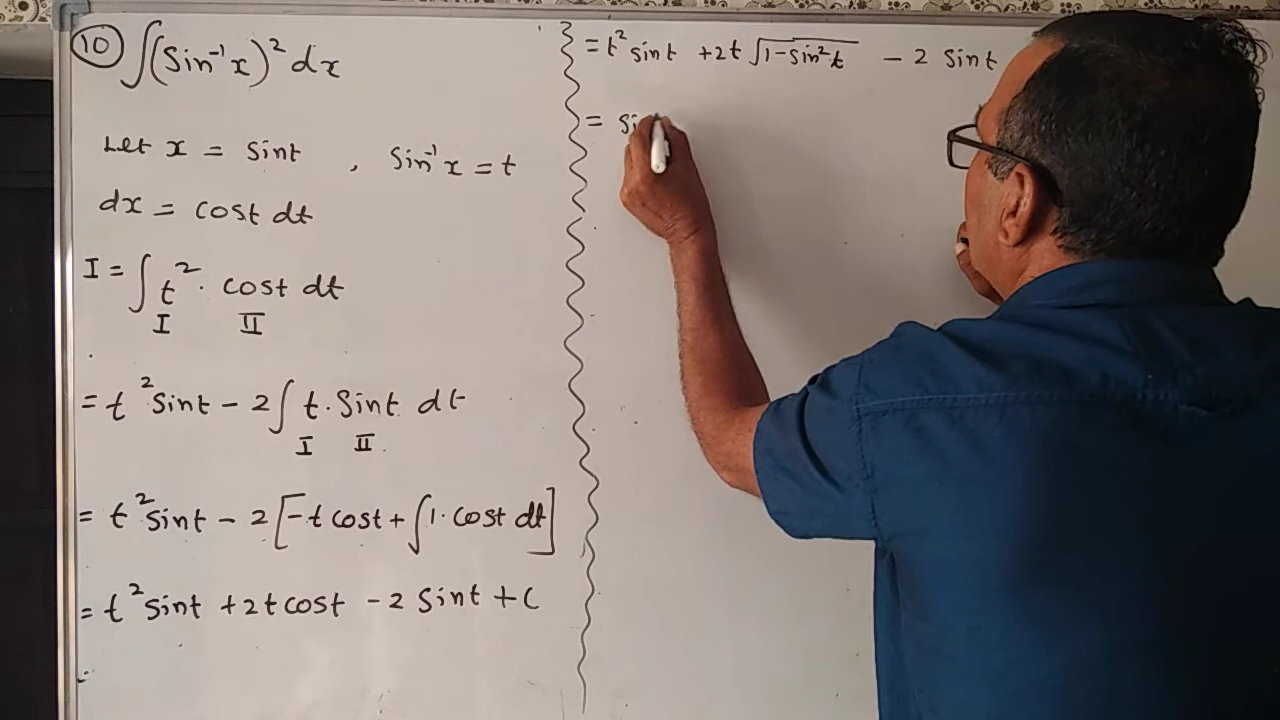 10 ∫(Sin⁻¹x)² dx
Let x = Sint , Sin⁻¹x = t
dx = cost dt
I = ∫ t² . cost dt
I II
= t² sint - 2∫ t . Sint dt
I II
= t² sint - 2[-t cost + ∫1. cost dt]
= t² sint + 2t cost - 2 Sint + C
= t² sint + 2t √1-sin²t - 2 Sint
=